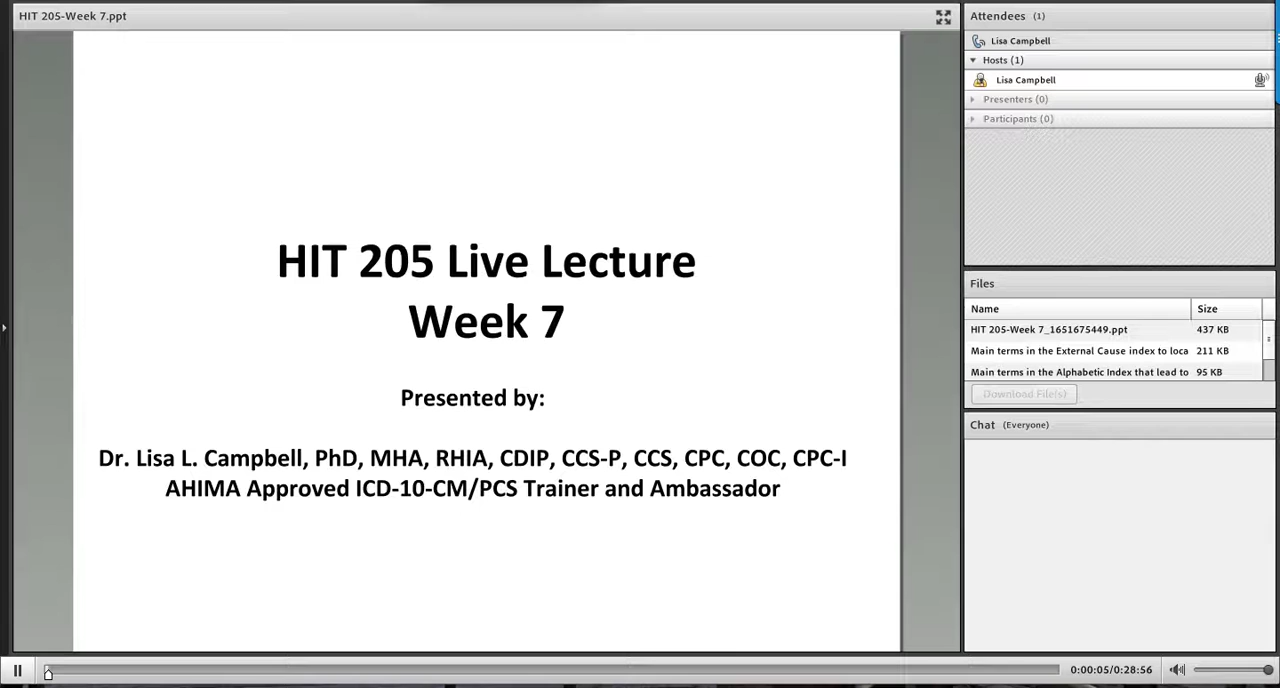 HIT 205-Week 7.ppt
HIT 205 Live Lecture
Week 7
Presented by:
Dr. Lisa L. Campbell, PhD, MHA, RHIA, CDIP, CCS-P, CCS, CPC, COC, CPC-I
AHIMA Approved ICD-10-CM/PCS Trainer and Ambassador
Attendees (1)
Lisa Campbell
Hosts (1)
Lisa Campbell
Presenters (0)
Participants (0)
Files
Name Size
HIT 205-Week 7_1651675449.ppt 437 KB
Main terms in the External Cause index to loca 211 KB
Main terms in the Alphabetic Index that lead to 95 KB
Download File(s)
Chat (Everyone)
0:00:05/0:28:56